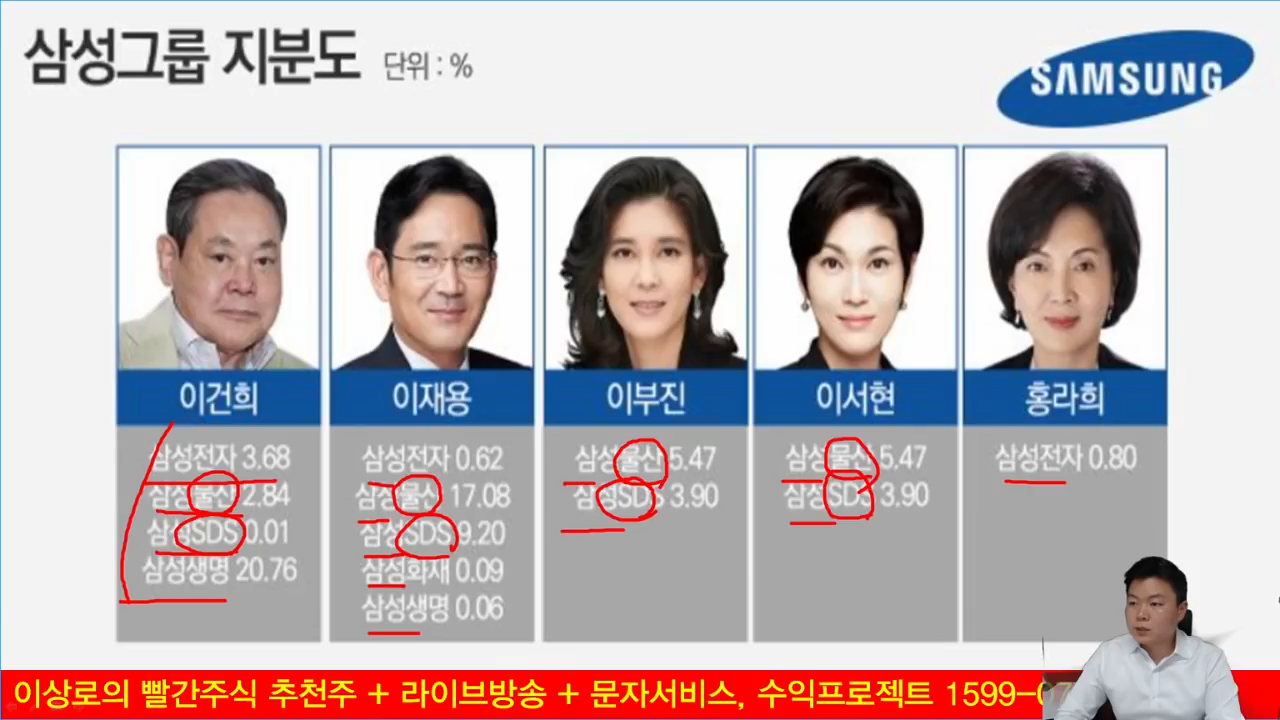 삼성그룹 지분도 단위 : %
SAMSUNG
이건희
삼성전자 3.68
삼성물산 2.84
삼성SDS 0.01
삼성생명 20.76
이재용
삼성전자 0.62
삼성물산 17.08
삼성SDS 9.20
삼성화재 0.09
삼성생명 0.06
이부진
삼성물산 5.47
삼성SDS 3.90
이서현
삼성물산 5.47
삼성SDS 3.90
홍라희
삼성전자 0.80
이상로의 빨간주식 추천주 + 라이브방송 + 문자서비스, 수익프로젝트 1599-07